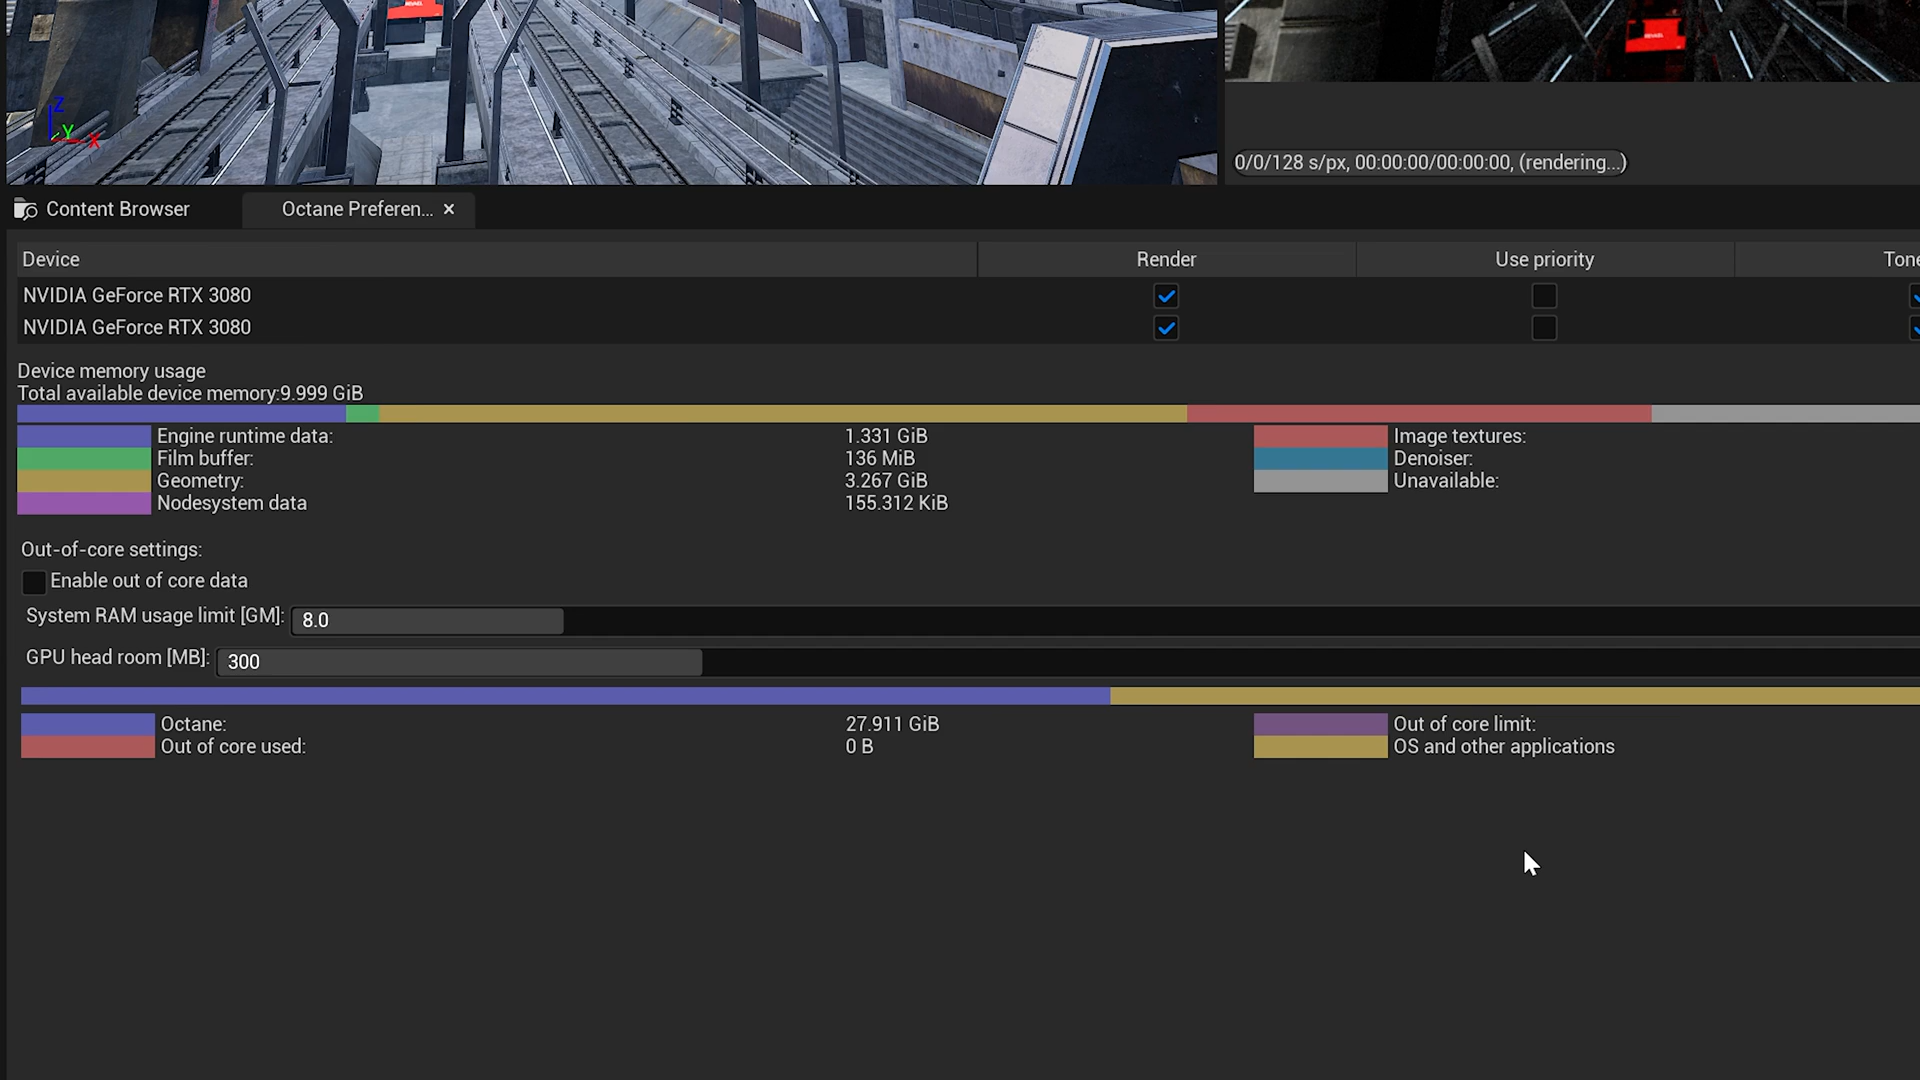 Z
Y
X
0/0/128 s/px, 00:00:00/00:00:00, (rendering...)
Content Browser
Octane Preferen... ×
Device Render Use priority Tone
NVIDIA GeForce RTX 3080
NVIDIA GeForce RTX 3080
Device memory usage
Total available device memory:9.999 GiB
Engine runtime data: 1.331 GiB Image textures:
Film buffer: 136 MiB Denoiser:
Geometry: 3.267 GiB Unavailable:
Nodesystem data 155.312 KiB
Out-of-core settings:
Enable out of core data
System RAM usage limit [GM]: 8.0
GPU head room [MB]: 300
Octane: 27.911 GiB Out of core limit:
Out of core used: 0 B OS and other applications